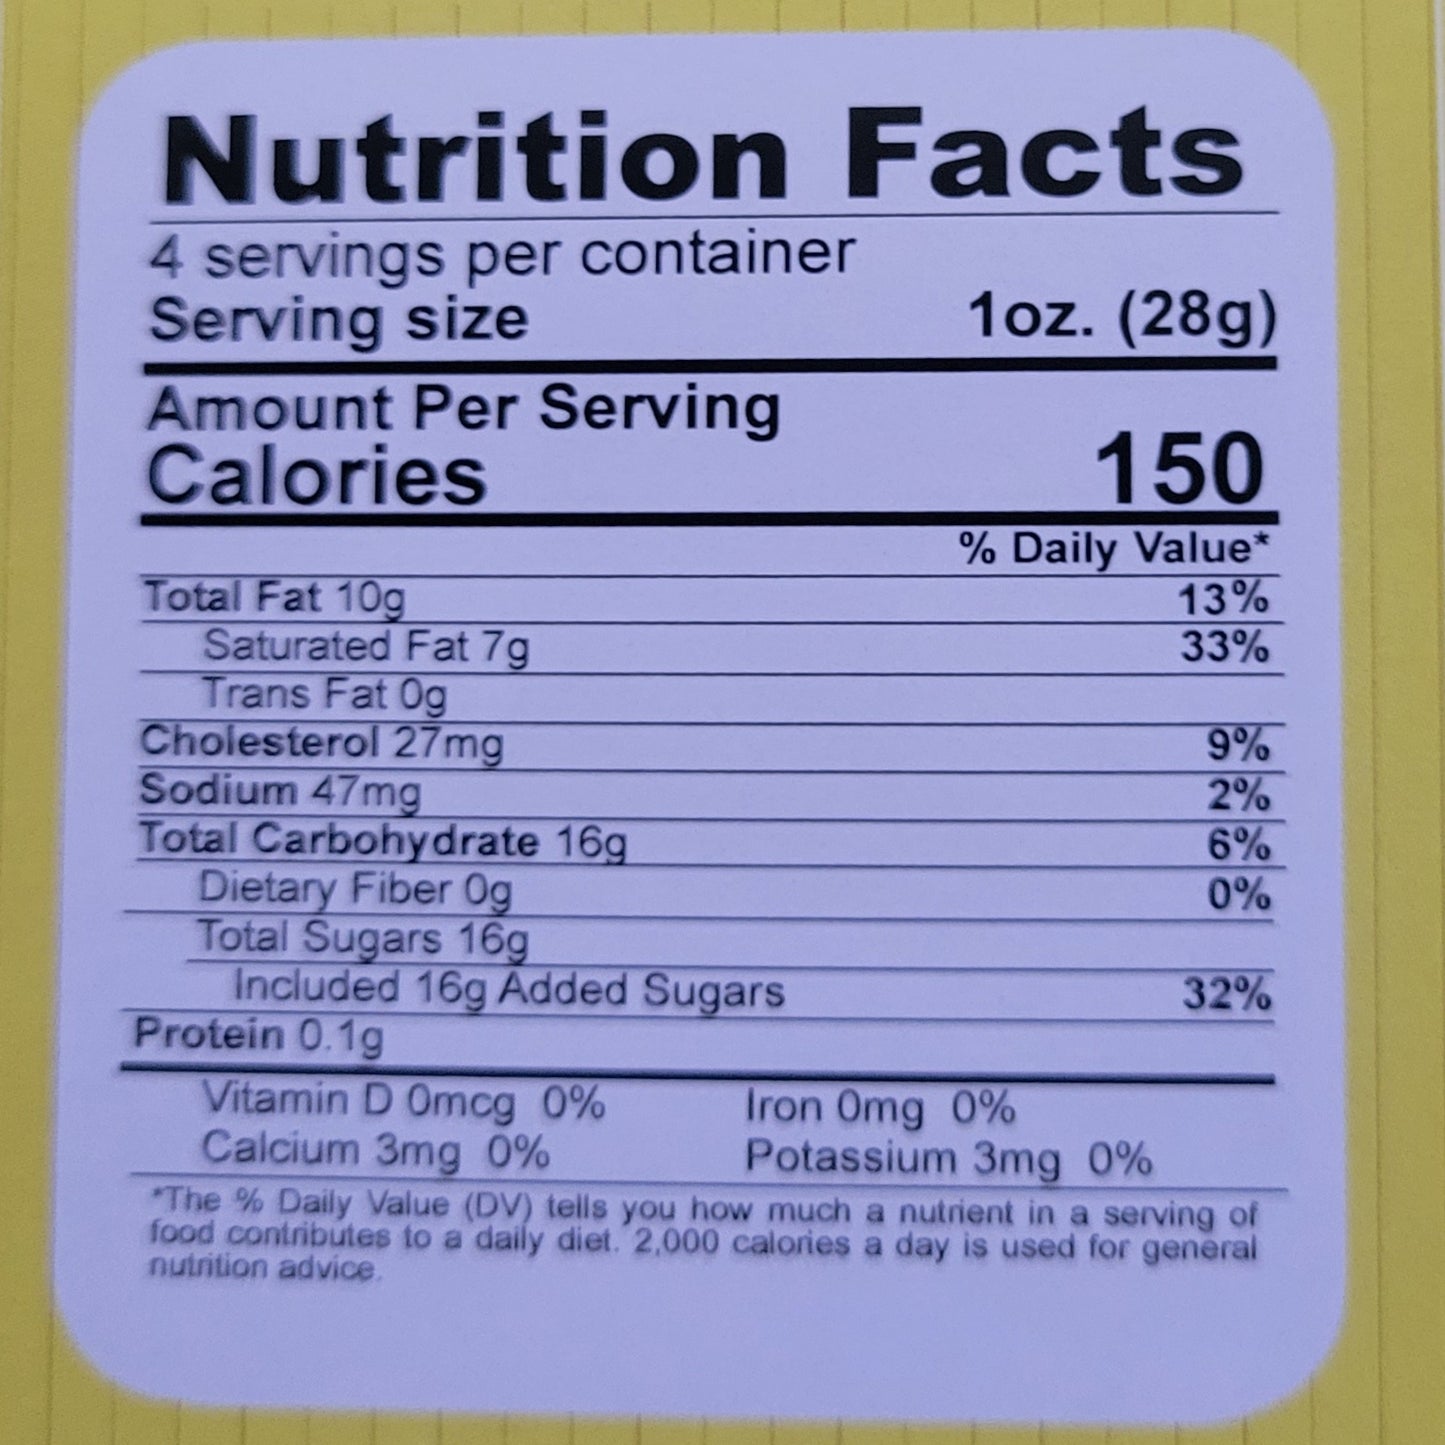 Nutrition Facts
4 servings per container
Serving size 1oz. (28g)
Amount Per Serving
Calories 150
% Daily Value*
Total Fat 10g 13%
Saturated Fat 7g 33%
Trans Fat 0g
Cholesterol 27mg 9%
Sodium 47mg 2%
Total Carbohydrate 16g 6%
Dietary Fiber 0g 0%
Total Sugars 16g
Included 16g Added Sugars 32%
Protein 0.1g
Vitamin D 0mcg 0% Iron 0mg 0%
Calcium 3mg 0% Potassium 3mg 0%
*The % Daily Value (DV) tells you how much a nutrient in a serving of
food contributes to a daily diet. 2,000 calories a day is used for general
nutrition advice.